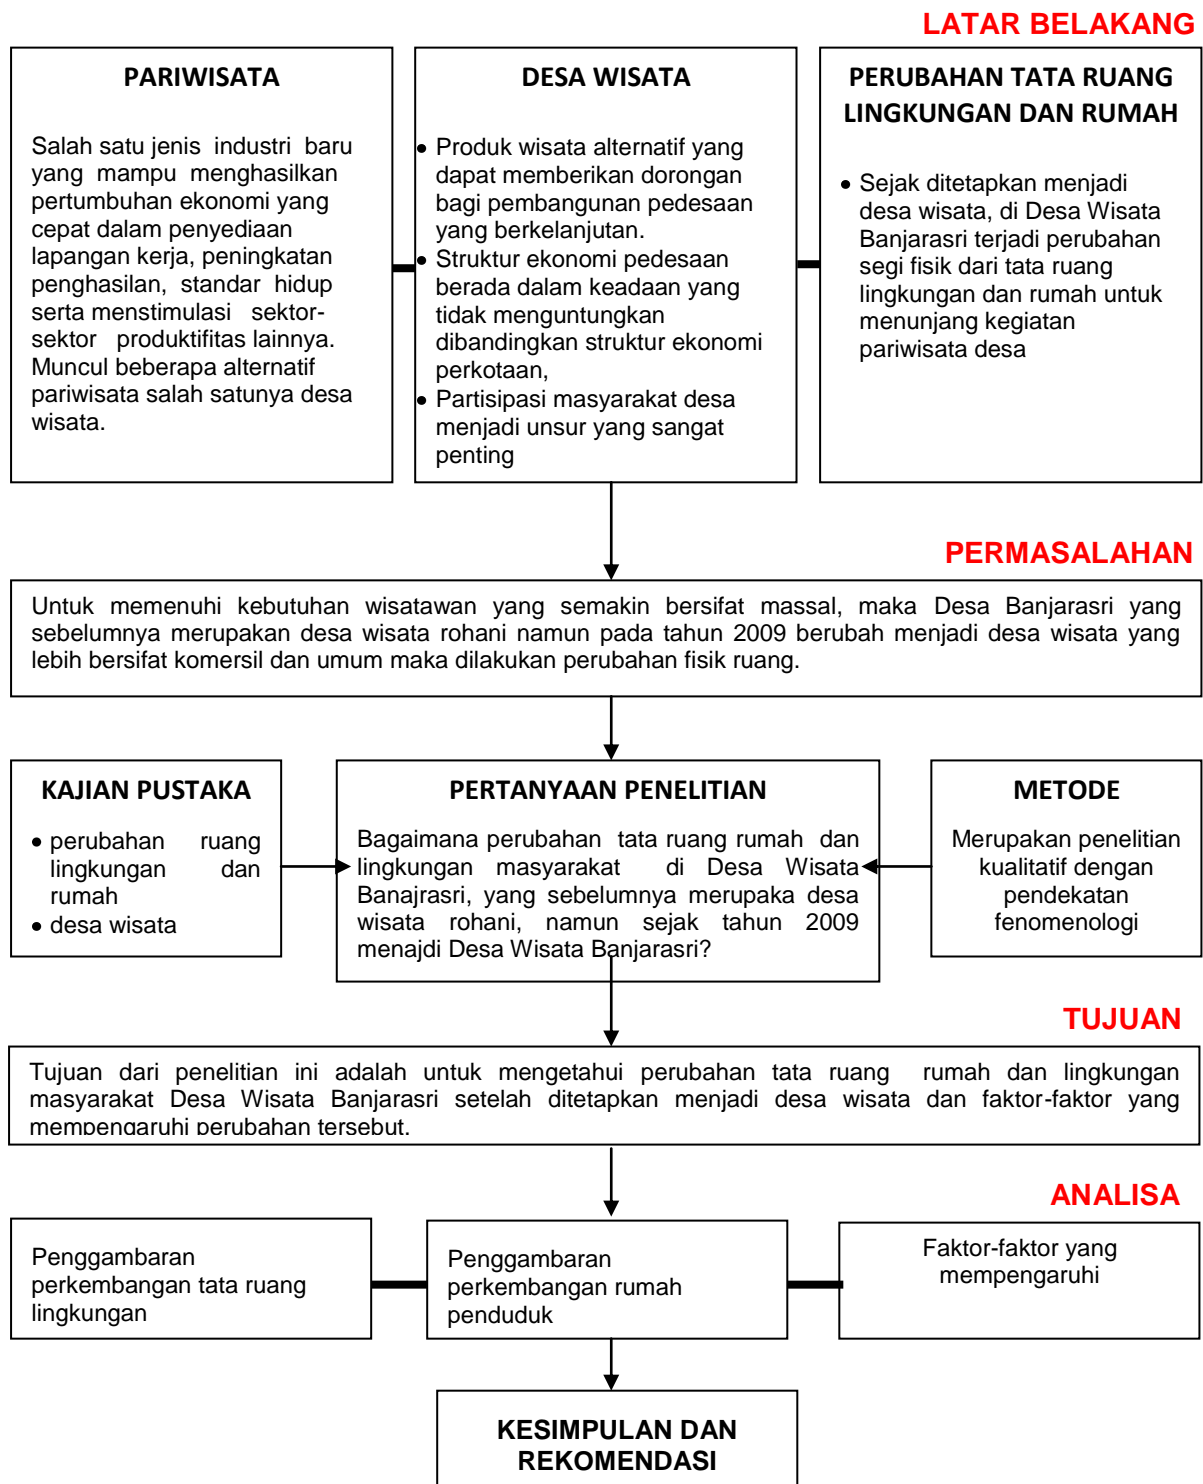 LATAR BELAKANG
PARIWISATA
Salah satu jenis industri baru
yang mampu menghasilkan
pertumbuhan ekonomi yang
cepat dalam penyediaan
lapangan kerja, peningkatan
penghasilan, standar hidup
serta menstimulasi sektor-
sektor produktifitas lainnya.
Muncul beberapa alternatif
pariwisata salah satunya desa
wisata.
DESA WISATA
• Produk wisata alternatif yang
dapat memberikan dorongan
bagi pembangunan pedesaan
yang berkelanjutan.
• Struktur ekonomi pedesaan
berada dalam keadaan yang
tidak menguntungkan
dibandingkan struktur ekonomi
perkotaan,
• Partisipasi masyarakat desa
menjadi unsur yang sangat
penting
PERUBAHAN TATA RUANG
LINGKUNGAN DAN RUMAH
• Sejak ditetapkan menjadi
desa wisata, di Desa Wisata
Banjarasri terjadi perubahan
segi fisik dari tata ruang
lingkungan dan rumah untuk
menunjang kegiatan
pariwisata desa
PERMASALAHAN
Untuk memenuhi kebutuhan wisatawan yang semakin bersifat massal, maka Desa Banjarasri yang
sebelumnya merupakan desa wisata rohani namun pada tahun 2009 berubah menjadi desa wisata yang
lebih bersifat komersil dan umum maka dilakukan perubahan fisik ruang.
KAJIAN PUSTAKA
• perubahan ruang
lingkungan dan
rumah
• desa wisata
PERTANYAAN PENELITIAN
Bagaimana perubahan tata ruang rumah dan
lingkungan masyarakat di Desa Wisata
Banajrasri, yang sebelumnya merupaka desa
wisata rohani, namun sejak tahun 2009
menajdi Desa Wisata Banjarasri?
METODE
Merupakan penelitian
kualitatif dengan
pendekatan
fenomenologi
TUJUAN
Tujuan dari penelitian ini adalah untuk mengetahui perubahan tata ruang rumah dan lingkungan
masyarakat Desa Wisata Banjarasri setelah ditetapkan menjadi desa wisata dan faktor-faktor yang
mempengaruhi perubahan tersebut.
ANALISA
Penggambaran
perkembangan tata ruang
lingkungan
Penggambaran
perkembangan rumah
penduduk
Faktor-faktor yang
mempengaruhi
KESIMPULAN DAN
REKOMENDASI